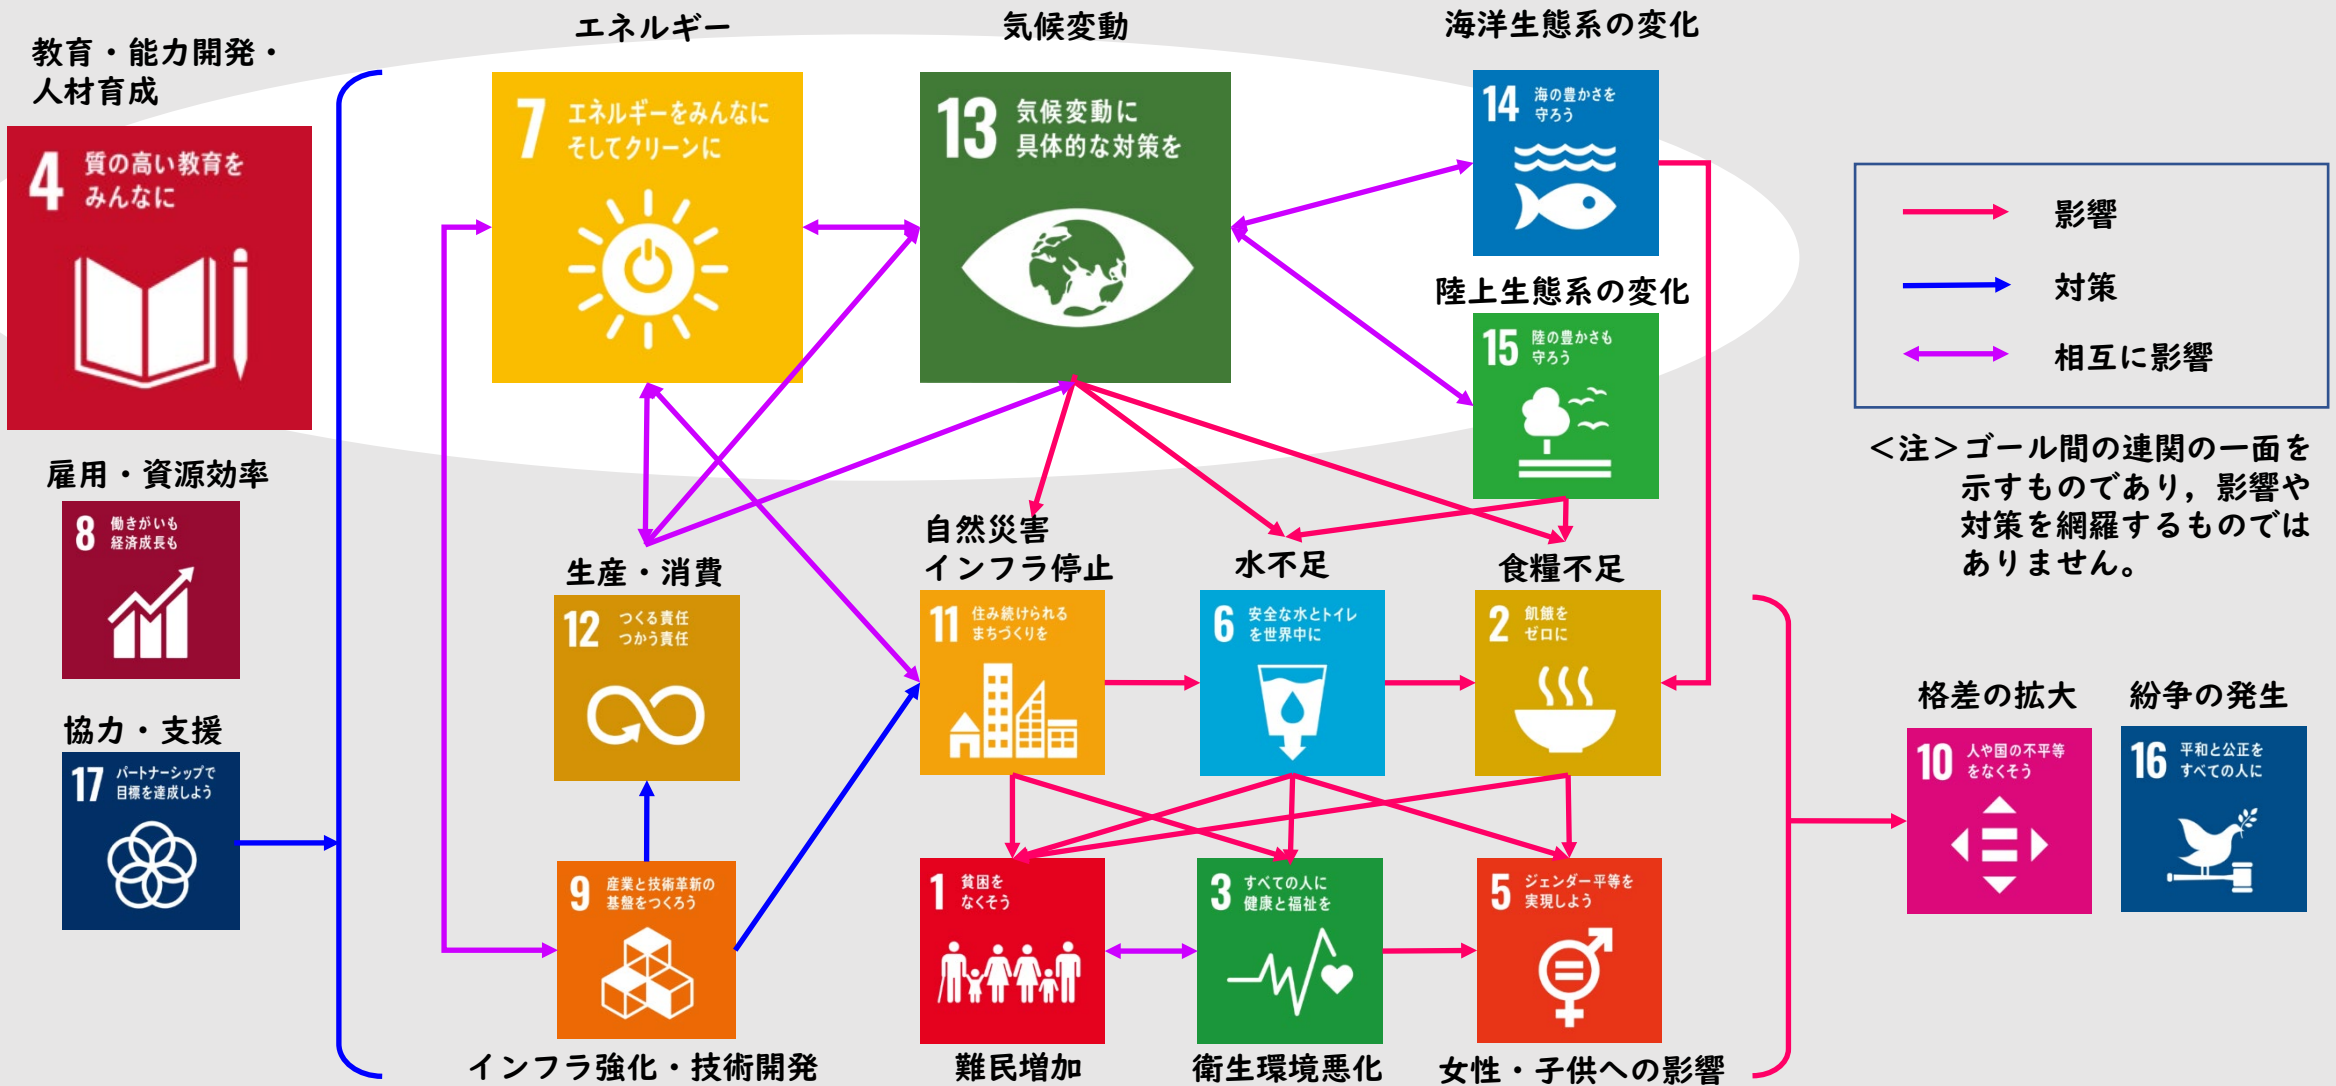 教育・能力開発・
人材育成
4 質の高い教育を
みんなに
雇用・資源効率
8 働きがいも
経済成長も
協力・支援
17 パートナーシップで
目標を達成しよう
エネルギー
7 エネルギーをみんなに
そしてクリーンに
気候変動
13 気候変動に
具体的な対策を
海洋生態系の変化
14 海の豊かさを
守ろう
陸上生態系の変化
15 陸の豊かさも
守ろう
生産・消費
12 つくる責任
つかう責任
9 産業と技術革新の
基盤をつくろう
インフラ強化・技術開発
自然災害
インフラ停止
11 住み続けられる
まちづくりを
水不足
6 安全な水とトイレ
を世界中に
食糧不足
2 飢餓を
ゼロに
1 貧困を
なくそう
難民増加
3 すべての人に
健康と福祉を
衛生環境悪化
5 ジェンダー平等を
実現しよう
女性・子供への影響
影響
対策
相互に影響
<注>ゴール間の連関の一面を
示すものであり，影響や
対策を網羅するものでは
ありません。
格差の拡大
10 人や国の不平等
をなくそう
紛争の発生
16 平和と公正を
すべての人に